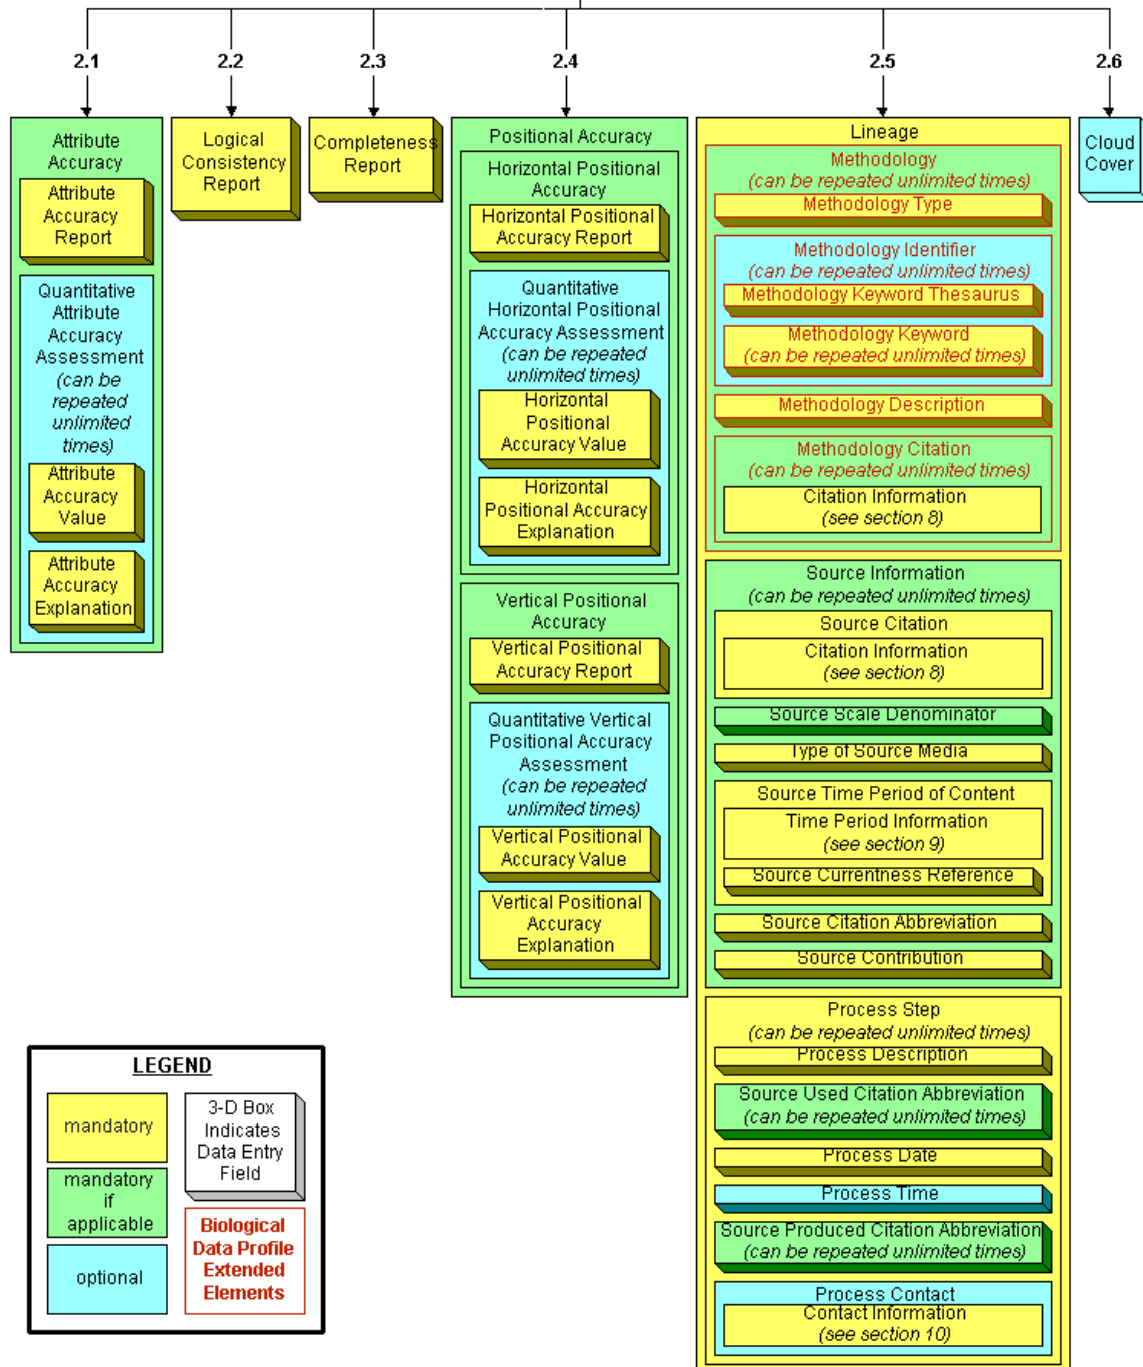 2.1
2.2
2.3
2.4
2.5
2.6
Attribute
Accuracy
Attribute
Accuracy
Report
Quantitative
Attribute
Accuracy
Assessment
(can be
repeated
unlimited
times)
Attribute
Accuracy
Value
Attribute
Accuracy
Explanation
Logical
Consistency
Report
Completeness
Report
Positional Accuracy
Horizontal Positional
Accuracy
Horizontal Positional
Accuracy Report
Quantitative
Horizontal Positional
Accuracy Assessment
(can be repeated
unlimited times)
Horizontal
Positional
Accuracy Value
Horizontal
Positional Accuracy
Explanation
Vertical Positional
Accuracy
Vertical Positional
Accuracy Report
Quantitative Vertical
Positional Accuracy
Assessment
(can be repeated
unlimited times)
Vertical Positional
Accuracy Value
Vertical Positional
Accuracy
Explanation
Lineage
Methodology
(can be repeated unlimited times)
Methodology Type
Methodology Identifier
(can be repeated unlimited times)
Methodology Keyword Thesaurus
Methodology Keyword
(can be repeated unlimited times)
Methodology Description
Methodology Citation
(can be repeated unlimited times)
Citation Information
(see section 8)
Source Information
(can be repeated unlimited times)
Source Citation
Citation Information
(see section 8)
Source Scale Denominator
Type of Source Media
Source Time Period of Content
Time Period Information
(see section 9)
Source Currentness Reference
Source Citation Abbreviation
Source Contribution
Process Step
(can be repeated unlimited times)
Process Description
Source Used Citation Abbreviation
(can be repeated unlimited times)
Process Date
Process Time
Source Produced Citation Abbreviation
(can be repeated unlimited times)
Process Contact
Contact Information
(see section 10)
Cloud
Cover
LEGEND
mandatory
mandatory
if
applicable
optional
3-D Box
Indicates
Data Entry
Field
Biological
Data Profile
Extended
Elements